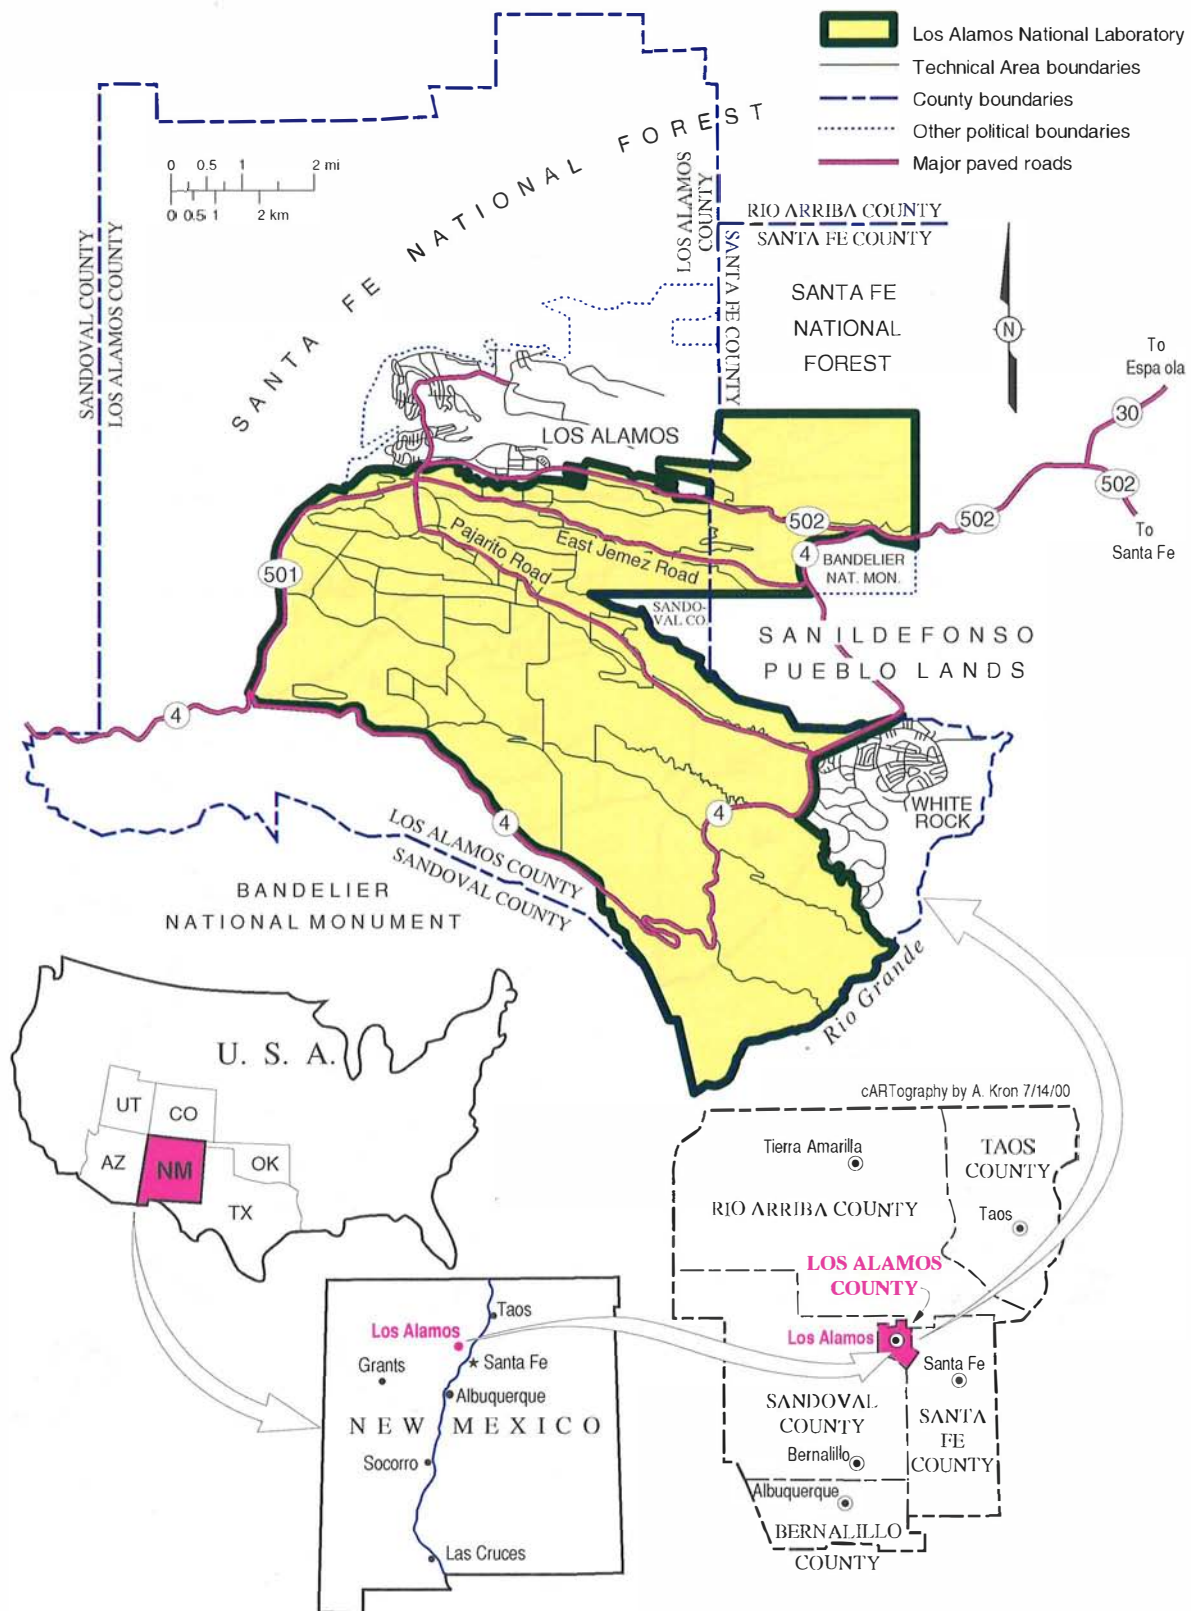 Los Alamos National Laboratory
Technical Area boundaries
County boundaries
Other political boundaries
Major paved roads
0 0.5 1 2 mi
0 0.5 1 2 km
SANTA FE NATIONAL FOREST
SANDOVAL COUNTY
LOS ALAMOS COUNTY
LOS ALAMOS
COUNTY
SANTA FE COUNTY
RIO ARRIBA COUNTY
SANTA FE COUNTY
SANTA FE
NATIONAL
FOREST
N
To
Espa ola
30
502
To
Santa Fe
LOS ALAMOS
502
502
4
BANDELIER
NAT. MON.
Pajarito Road
East Jemez Road
501
SANDO-
VAL CO.
SAN ILDEFONSO
PUEBLO LANDS
4
4
4
WHITE
ROCK
LOS ALAMOS COUNTY
SANDOVAL COUNTY
BANDELIER
NATIONAL MONUMENT
Rio Grande
U. S. A.
UT
CO
AZ
NM
OK
TX
cARTography by A. Kron 7/14/00
Tierra Amarilla
TAOS
COUNTY
RIO ARRIBA COUNTY
Taos
LOS ALAMOS
COUNTY
Los Alamos
Santa Fe
SANDOVAL
COUNTY
SANTA
FE
COUNTY
Bernalillo
Albuquerque
BERNALILLO
COUNTY
Taos
Los Alamos
Santa Fe
Grants
Albuquerque
NEW MEXICO
Socorro
Las Cruces